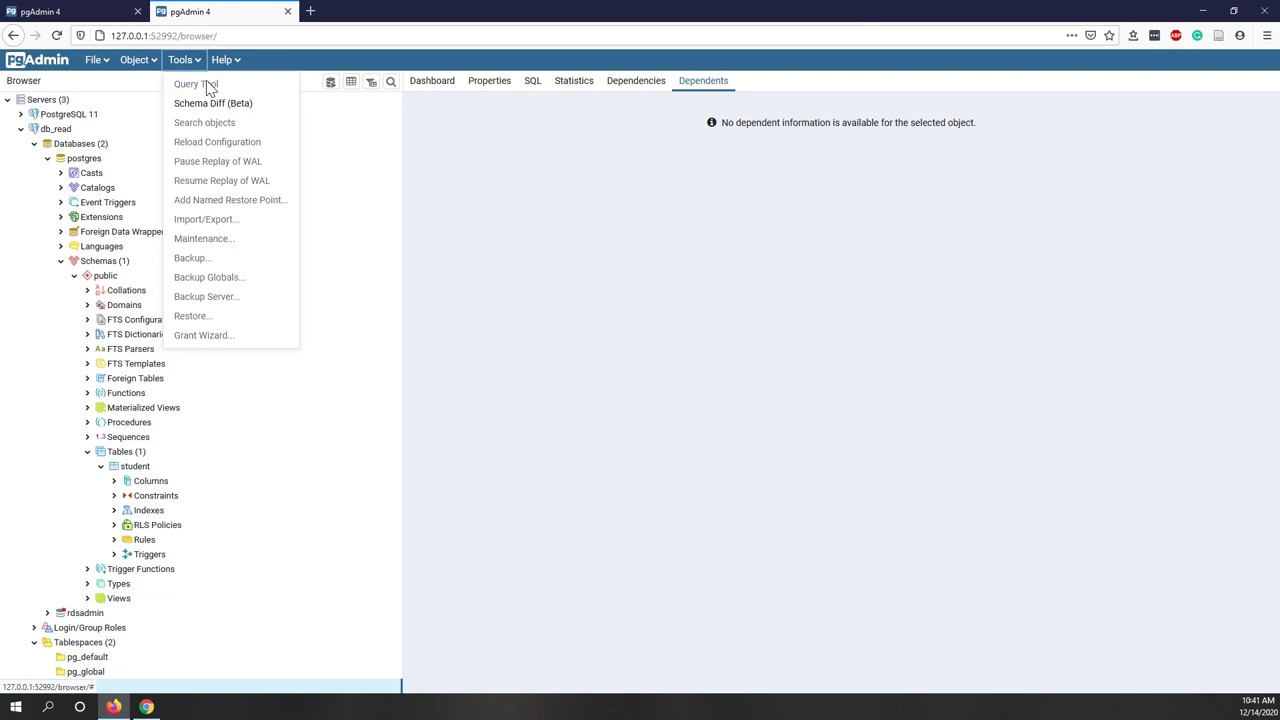 pgAdmin 4
pgAdmin 4
127.0.0.1:52992/browser/
ABP
pgAdmin
File
Object
Tools
Help
Browser
Dashboard
Properties
SQL
Statistics
Dependencies
Dependents
Servers (3)
PostgreSQL 11
db_read
Databases (2)
postgres
Casts
Catalogs
Event Triggers
Extensions
Foreign Data Wrappe
Languages
Schemas (1)
public
Collations
Domains
FTS Configura
FTS Dictionari
FTS Parsers
FTS Templates
Foreign Tables
Functions
Materialized Views
Procedures
Sequences
Tables (1)
student
Columns
Constraints
Indexes
RLS Policies
Rules
Triggers
Trigger Functions
Types
Views
rdsadmin
Login/Group Roles
Tablespaces (2)
pg_default
pg_global
Query Tool
Schema Diff (Beta)
Search objects
Reload Configuration
Pause Replay of WAL
Resume Replay of WAL
Add Named Restore Point...
Import/Export...
Maintenance...
Backup...
Backup Globals...
Backup Server...
Restore...
Grant Wizard...
No dependent information is available for the selected object.
127.0.0.1:52992/browser/#
10:41 AM
12/14/2020